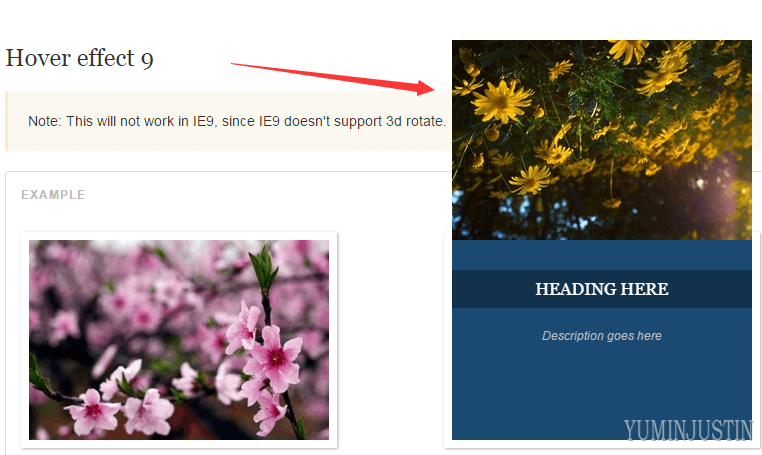 Hover effect 9
Note: This will not work in IE9, since IE9 doesn't support 3d rotate.
EXAMPLE
HEADING HERE
Description goes here
YUMINJUSTIN